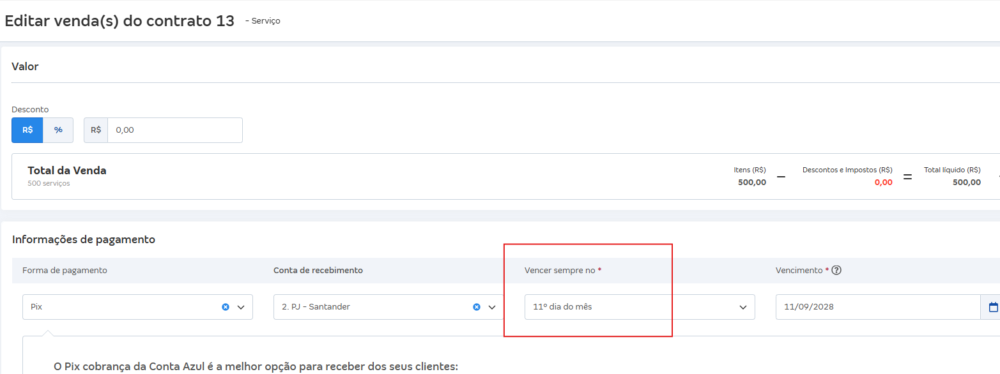 Editar venda(s) do contrato 13 - Serviço
Valor
Desconto
R$ % R$ 0,00
Total da Venda
500 serviços
Itens (R$) Descontos e Impostos (R$) Total líquido (R$)
500,00 — 0,00 = 500,00
Informações de pagamento
Forma de pagamento Conta de recebimento Vencer sempre no * Vencimento * ?
Pix 2. PJ - Santander 11º dia do mês 11/09/2028
O Pix cobrança da Conta Azul é a melhor opção para receber dos seus clientes: